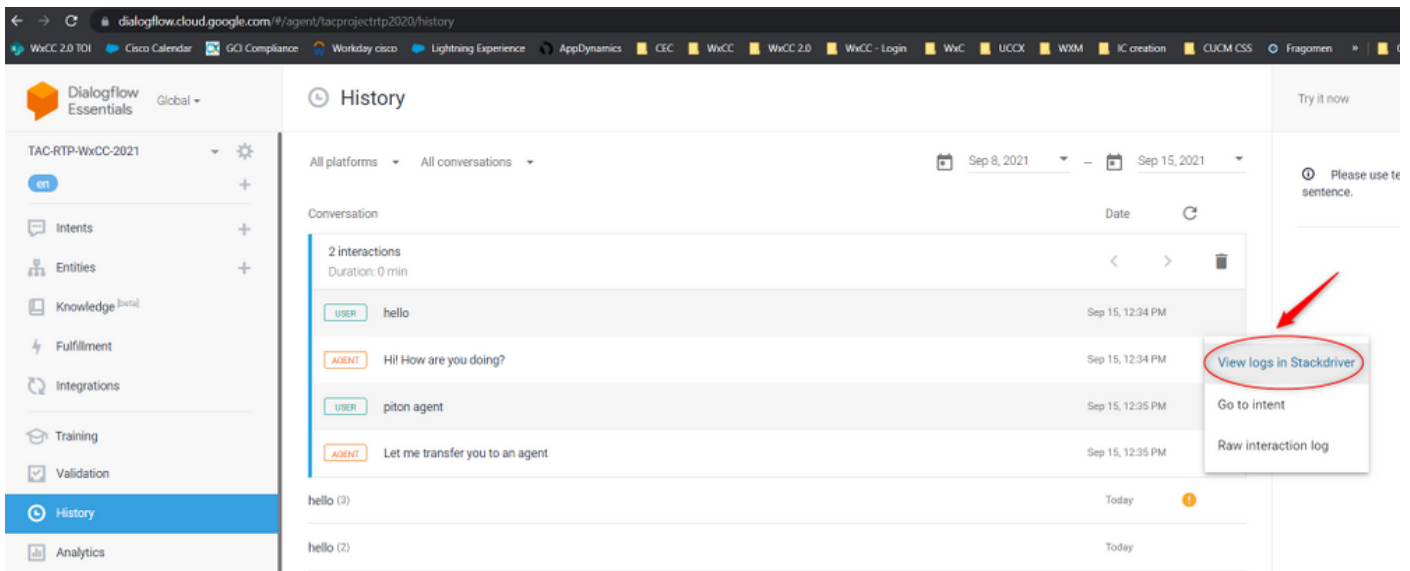 dialogflow.cloud.google.com/#/agent/tacprojectrtp2020/history
WxCC 2.0 TOI Cisco Calendar GCI Compliance Workday cisco Lightning Experience AppDynamics CEC WxCC WxCC 2.0 WxCC - Login WxC UCCX WXM IC creation CUCM CSS Fragomen »
Dialogflow
Essentials
Global
History
Try it now
TAC-RTP-WxCC-2021
en
All platforms All conversations Sep 8, 2021 – Sep 15, 2021
Please use te
sentence.
Intents
Entities
Knowledge [beta]
Fulfillment
Integrations
Training
Validation
History
Analytics
Conversation Date
2 interactions
Duration: 0 min
USER hello Sep 15, 12:34 PM
AGENT Hi! How are you doing? Sep 15, 12:34 PM
USER piton agent Sep 15, 12:35 PM
AGENT Let me transfer you to an agent Sep 15, 12:35 PM
View logs in Stackdriver
Go to intent
Raw interaction log
hello (3) Today
hello (2) Today